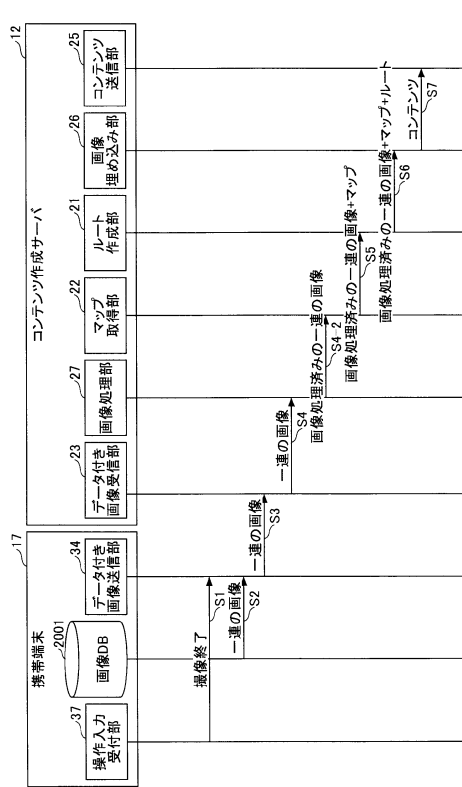 携帯端末
17
操作入力
受付部
37
画像DB
2001
データ付き
画像送信部
34
コンテンツ作成サーバ
12
データ付き
画像受信部
23
画像処理部
27
マップ
取得部
22
ルート
作成部
21
画像
埋め込み部
26
コンテンツ
送信部
25
撮像終了
S1
一連の画像
S2
一連の画像
S3
一連の画像
S4
画像処理済みの一連の画像
S4-2
画像処理済みの一連の画像+マップ
S5
画像処理済みの一連の画像+マップ+ルート
S6
コンテンツ
S7